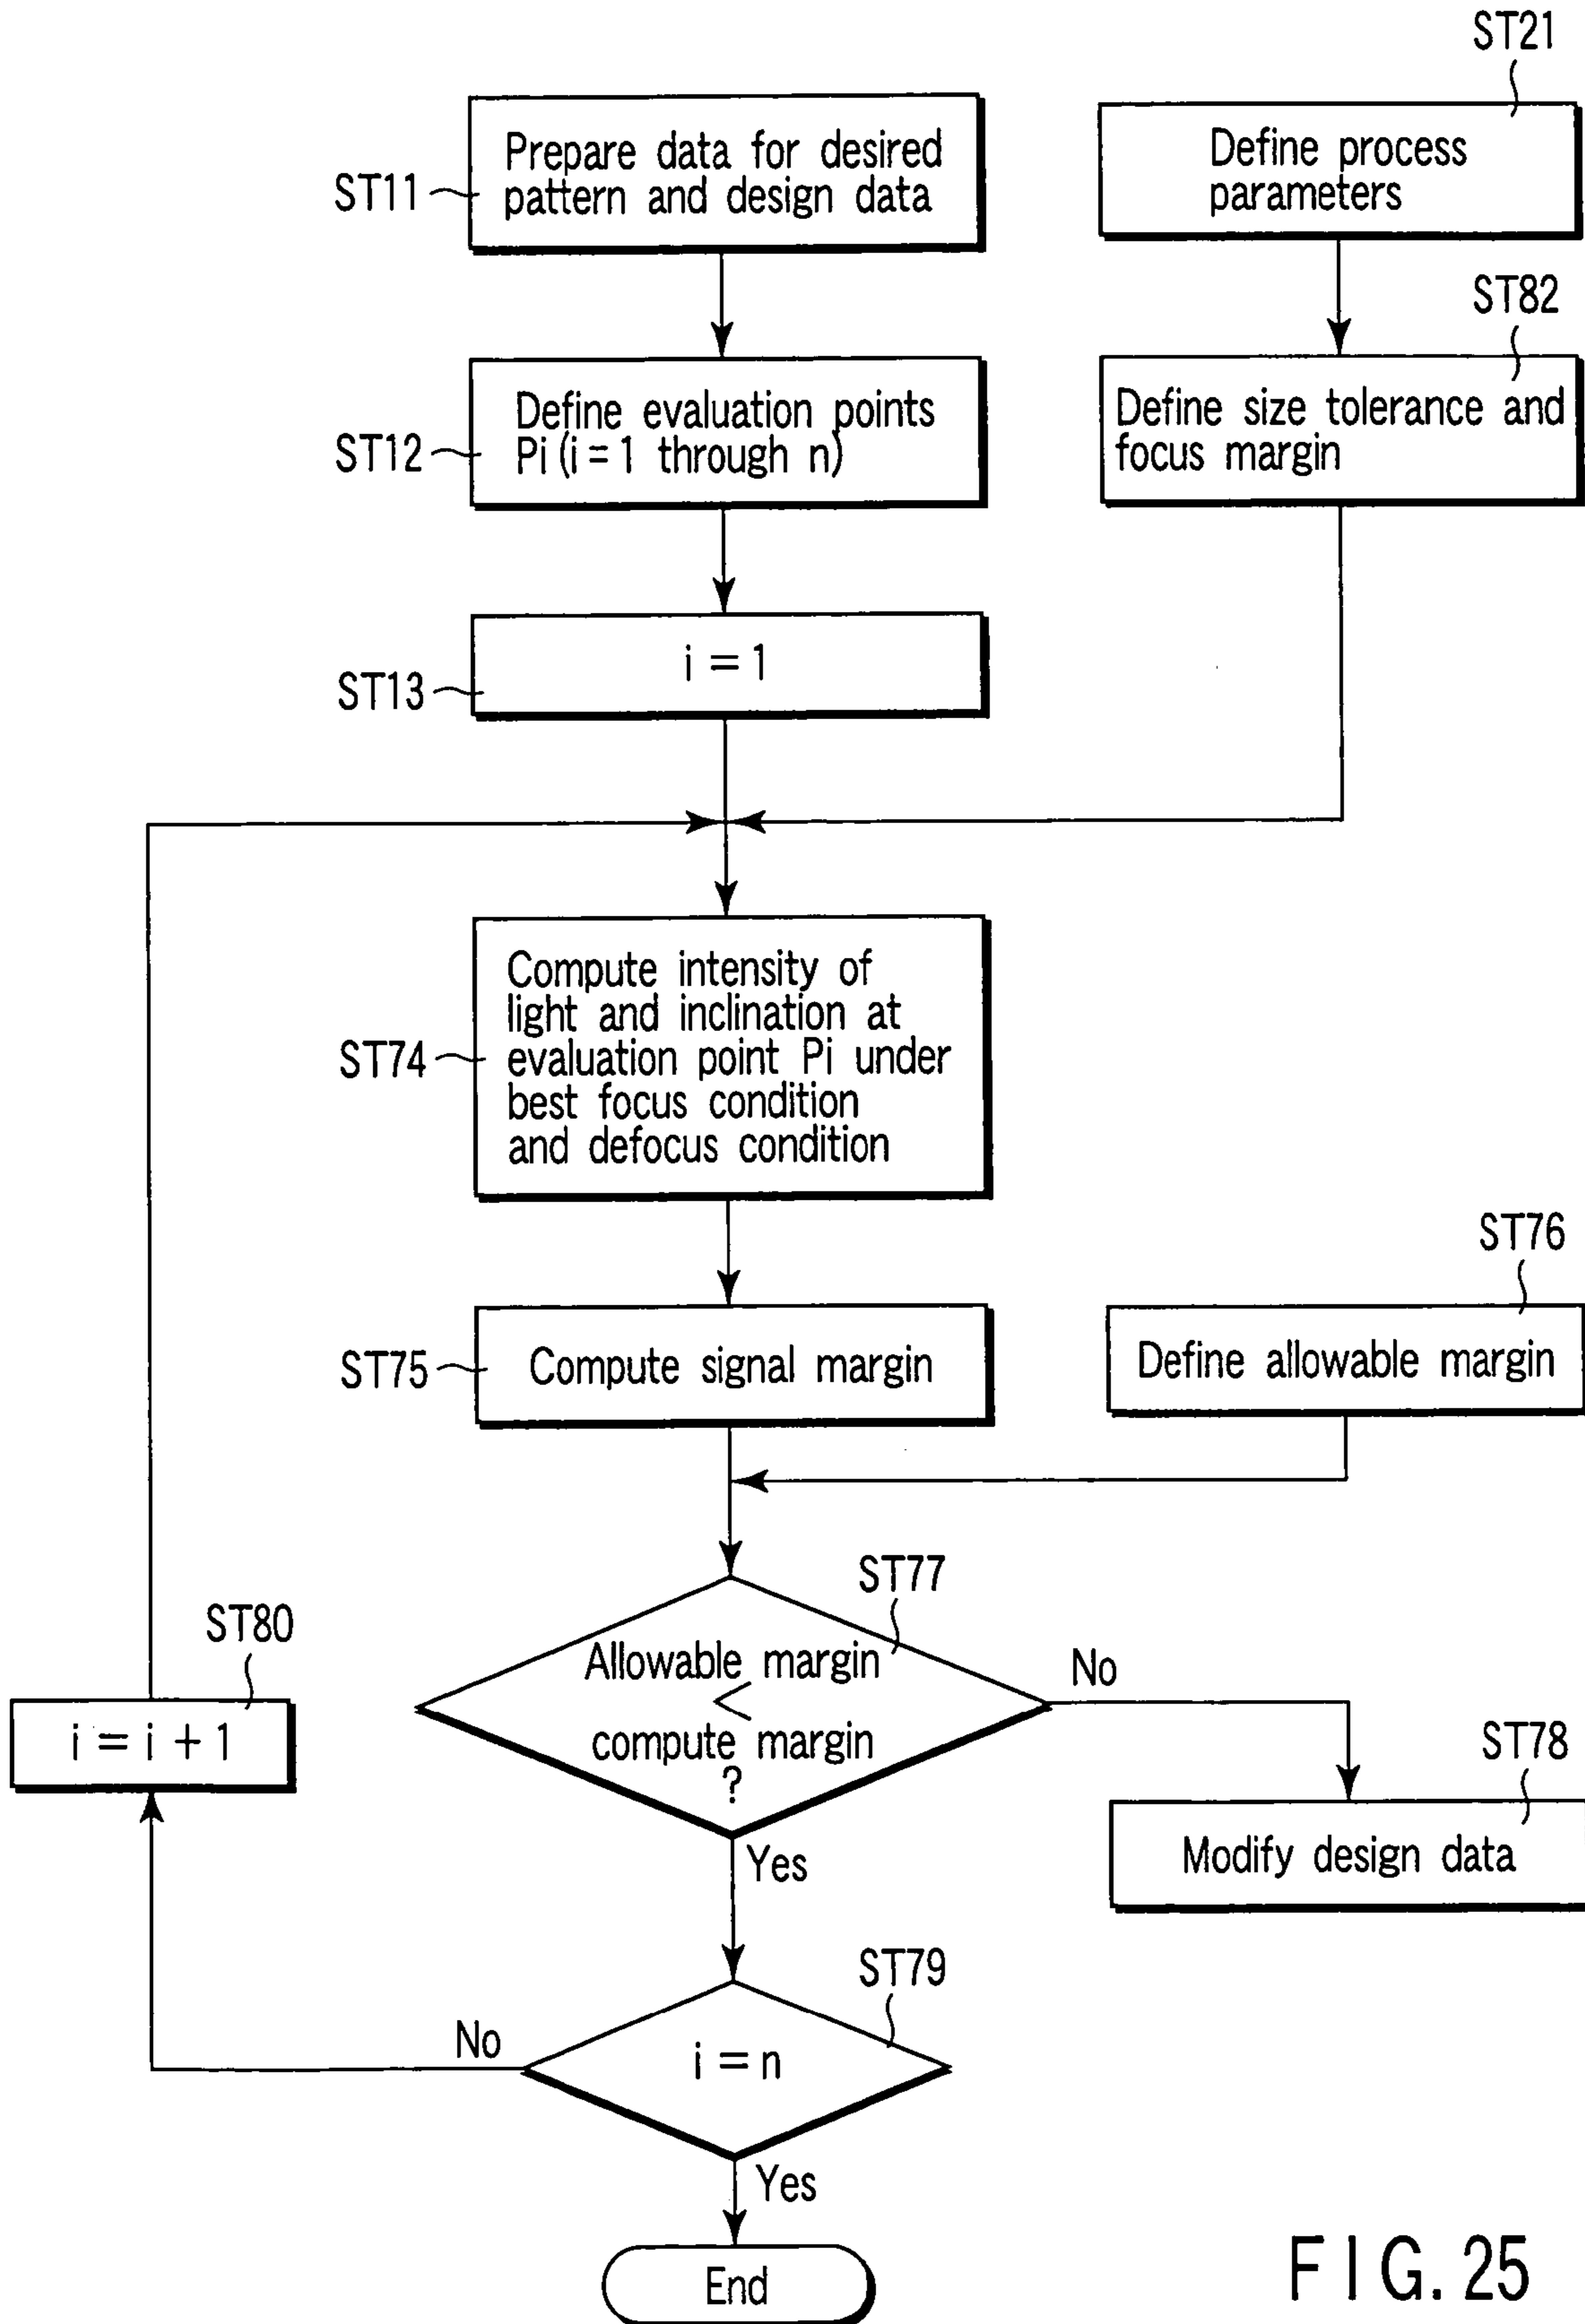 ST21
Prepare data for desired
pattern and design data
ST11
Define process
parameters
ST82
Define evaluation points
Pi (i = 1 through n)
ST12
Define size tolerance and
focus margin
i = 1
ST13
Compute intensity of
light and inclination at
evaluation point Pi under
best focus condition
and defocus condition
ST74
ST76
Compute signal margin
ST75
Define allowable margin
ST77
Allowable margin
<
compute margin
?
No
Yes
ST80
i = i + 1
ST78
Modify design data
ST79
i = n
No
Yes
End
FIG. 25